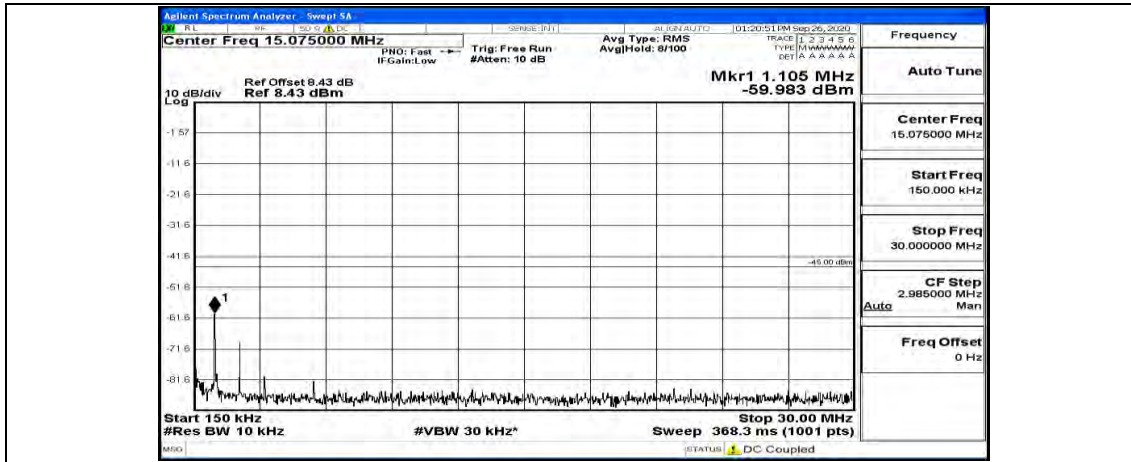 Agilent Spectrum Analyzer - Swept SA
RL RF 50 Ω DC SENSE:INT ALIGN AUTO 01:20:51 PM Sep 26, 2020
Center Freq 15.075000 MHz
PNO: Fast
IFGain:Low
Trig: Free Run
#Atten: 10 dB
Avg Type: RMS
Avg|Hold: 8/100
TRACE 1 2 3 4 5 6
TYPE M
DET A A A A A A
Ref Offset 8.43 dB
10 dB/div Ref 8.43 dBm
Log
Mkr1 1.105 MHz
-59.983 dBm
-1.57
-11.6
-21.6
-31.6
-41.6
-45.00 dBm
-51.6
1
-61.6
-71.6
-81.6
Start 150 kHz
Stop 30.00 MHz
#Res BW 10 kHz
#VBW 30 kHz*
Sweep 368.3 ms (1001 pts)
MSG
STATUS
DC Coupled
Frequency
Auto Tune
Center Freq
15.075000 MHz
Start Freq
150.000 kHz
Stop Freq
30.000000 MHz
CF Step
2.985000 MHz
Auto Man
Freq Offset
0 Hz